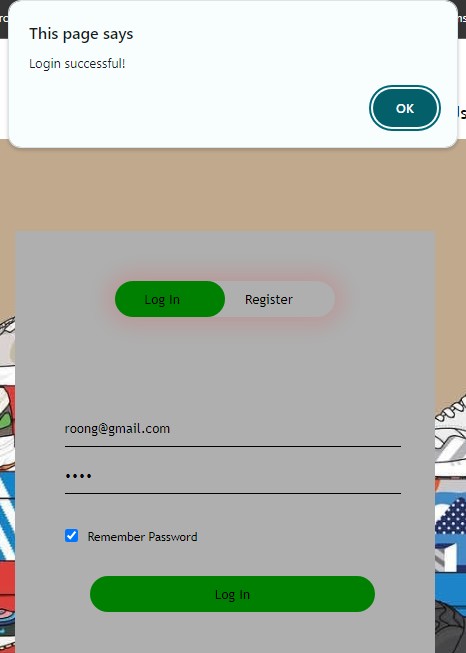 This page says
Login successful!
OK
Log In Register
roong@gmail.com
••••
Remember Password
Log In